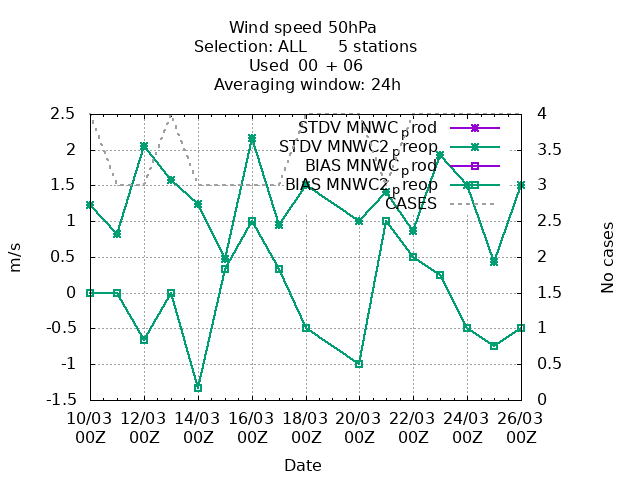 Wind speed 50hPa
Selection: ALL 5 stations
Used 00 + 06
Averaging window: 24h
2.5
2
1.5
1
0.5
0
-0.5
-1
-1.5
m/s
4
3.5
3
2.5
2
1.5
1
0.5
0
No cases
STDV MNWC_prod
STDV MNWC2_preop
BIAS MNWC_prod
BIAS MNWC2_preop
CASES
10/03 12/03 14/03 16/03 18/03 20/03 22/03 24/03 26/03
00Z 00Z 00Z 00Z 00Z 00Z 00Z 00Z 00Z
Date